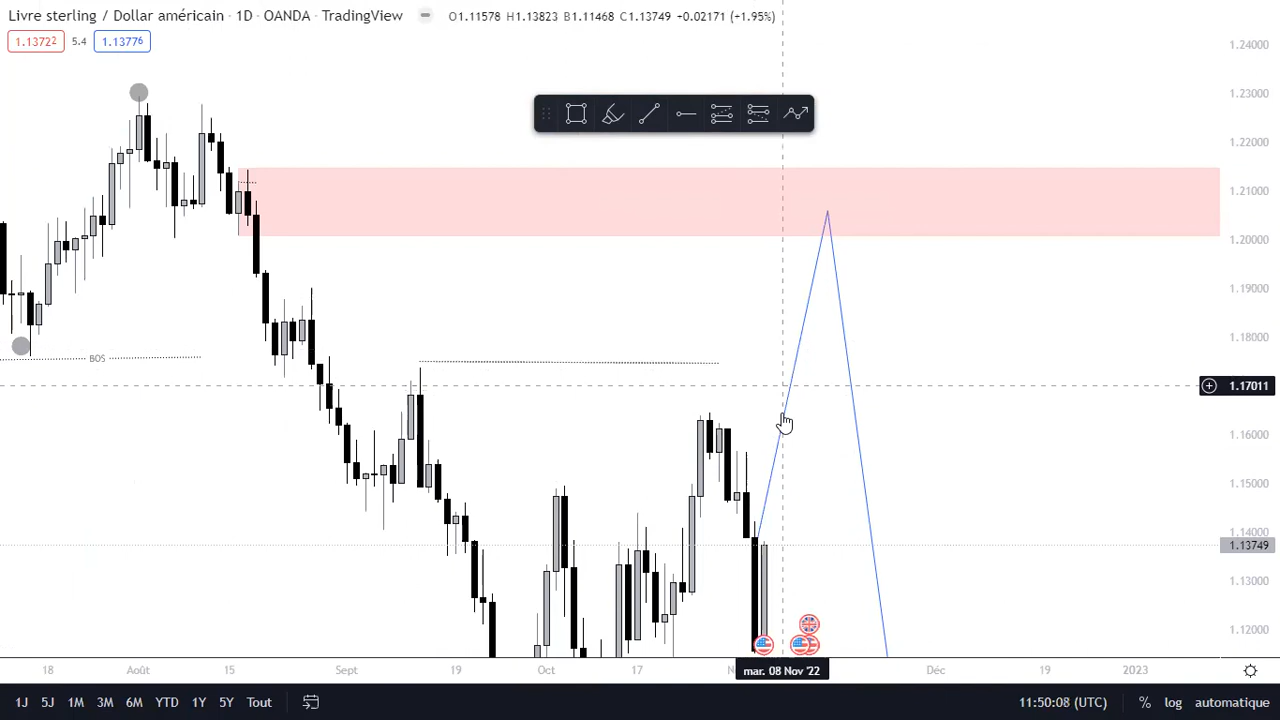 Livre sterling / Dollar américain · 1D · OANDA · TradingView O1.11578 H1.13823 B1.11468 C1.13749 +0.02171 (+1.95%)
1.13722 5.4 1.13776
1.24000
1.23000
1.22000
1.21000
1.20000
1.19000
1.18000
BOS
1.17011
1.16000
1.15000
1.14000
1.13749
1.13000
1.12000
18 Août 15 Sept 19 Oct 17 mar. 08 Nov '22 Déc 19 2023
1J 5J 1M 3M 6M YTD 1Y 5Y Tout 11:50:08 (UTC) % log automatique